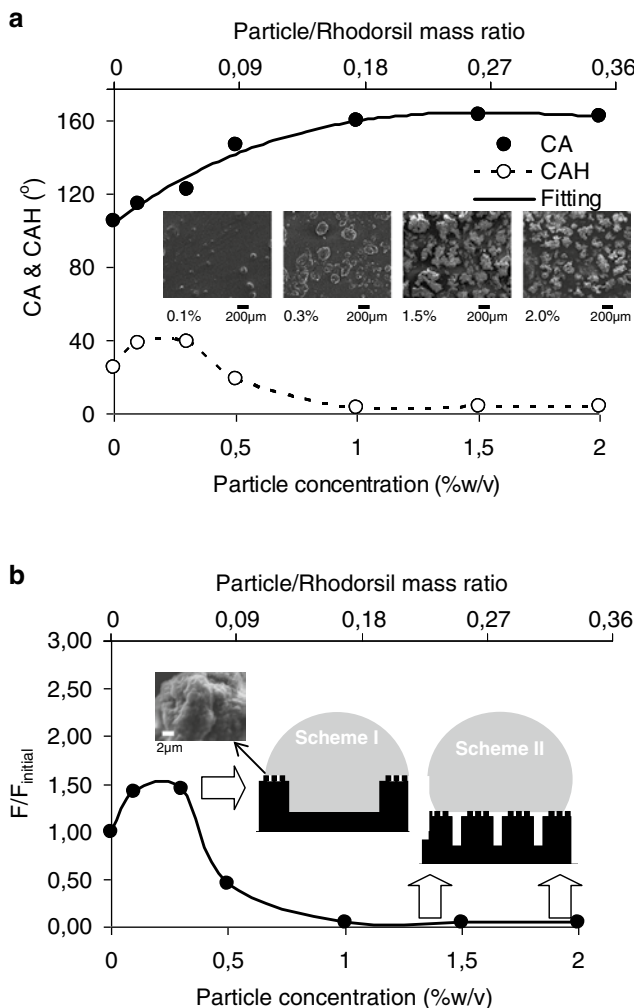 a
Particle/Rhodorsil mass ratio
0 0,09 0,18 0,27 0,36
160
120
80
40
0
CA & CAH (°)
CA
CAH
Fitting
0.1% 200µm 0.3% 200µm 1.5% 200µm 2.0% 200µm
0 0,5 1 1,5 2
Particle concentration (%w/v)
b
Particle/Rhodorsil mass ratio
0 0,09 0,18 0,27 0,36
3,00
2,50
2,00
1,50
1,00
0,50
0,00
F/Finitial
2µm
Scheme I
Scheme II
0 0,5 1 1,5 2
Particle concentration (%w/v)